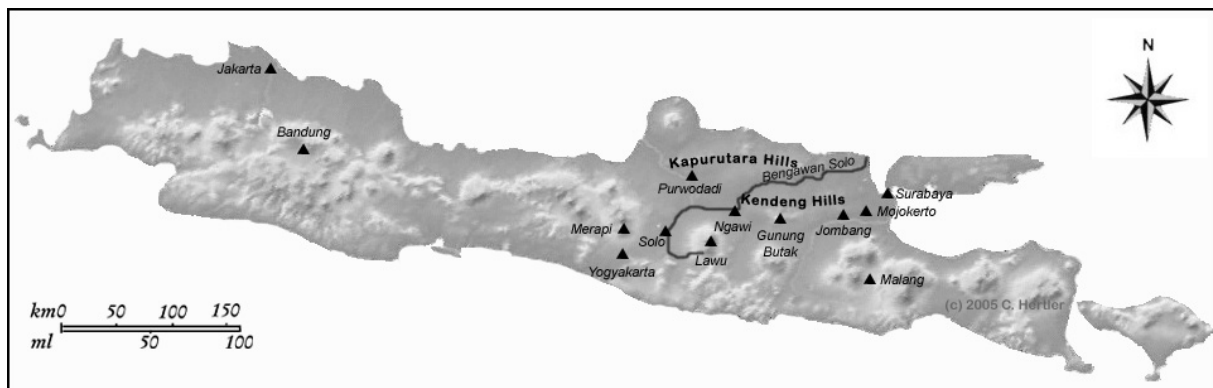 N
Jakarta
Bandung
Kapurutara Hills
Bengawan Solo
Purwodadi
Surabaya
Kendeng Hills
Mojokerto
Ngawi
Merapi
Solo
Gunung
Butak
Jombang
Lawu
Yogyakarta
Malang
(c) 2005 C. Hertler
km 0 50 100 150
ml 50 100